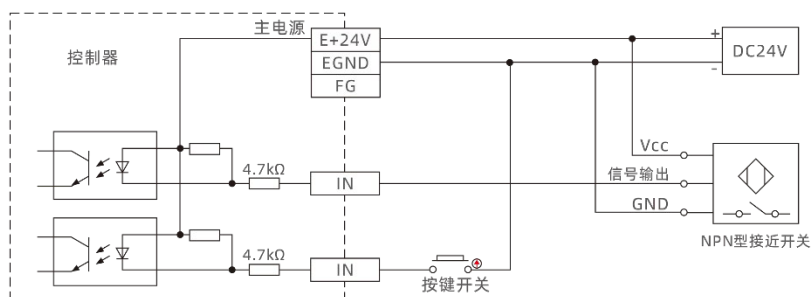 主电源
E+24V
+
DC24V
控制器
EGND
-
FG
Vcc
4.7kΩ
IN
信号输出
GND
NPN型接近开关
4.7kΩ
IN
按键开关